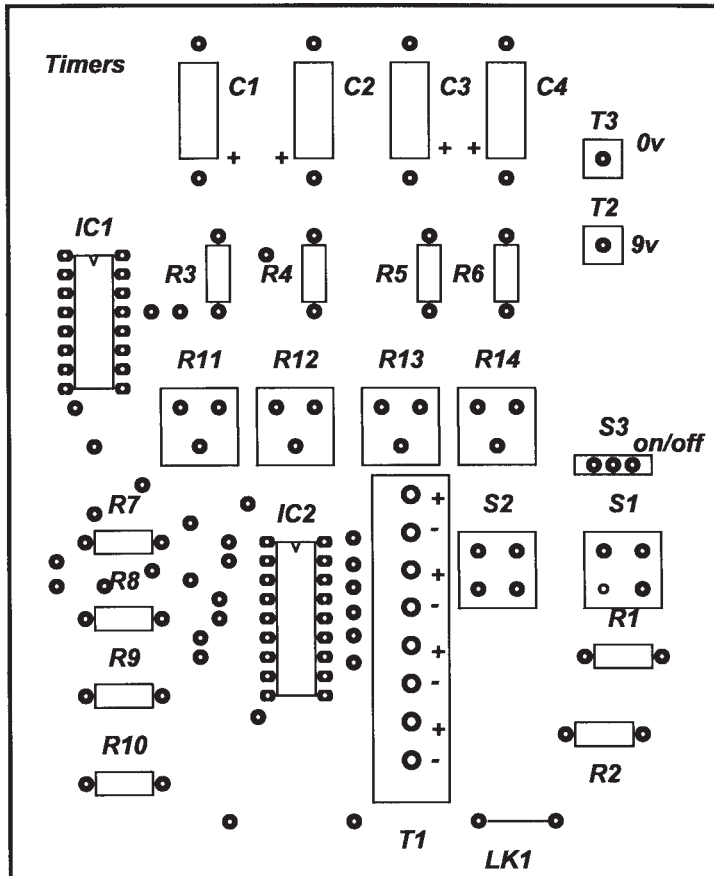 Timers
C1 C2 C3 C4
+ + + +
T3
0v
T2
9v
IC1
R3 R4 R5 R6
R11 R12 R13 R14
S3
on/off
R7
IC2
S2 S1
+
-
+
-
+
-
+
-
R8
R1
R9
R10
R2
T1
LK1